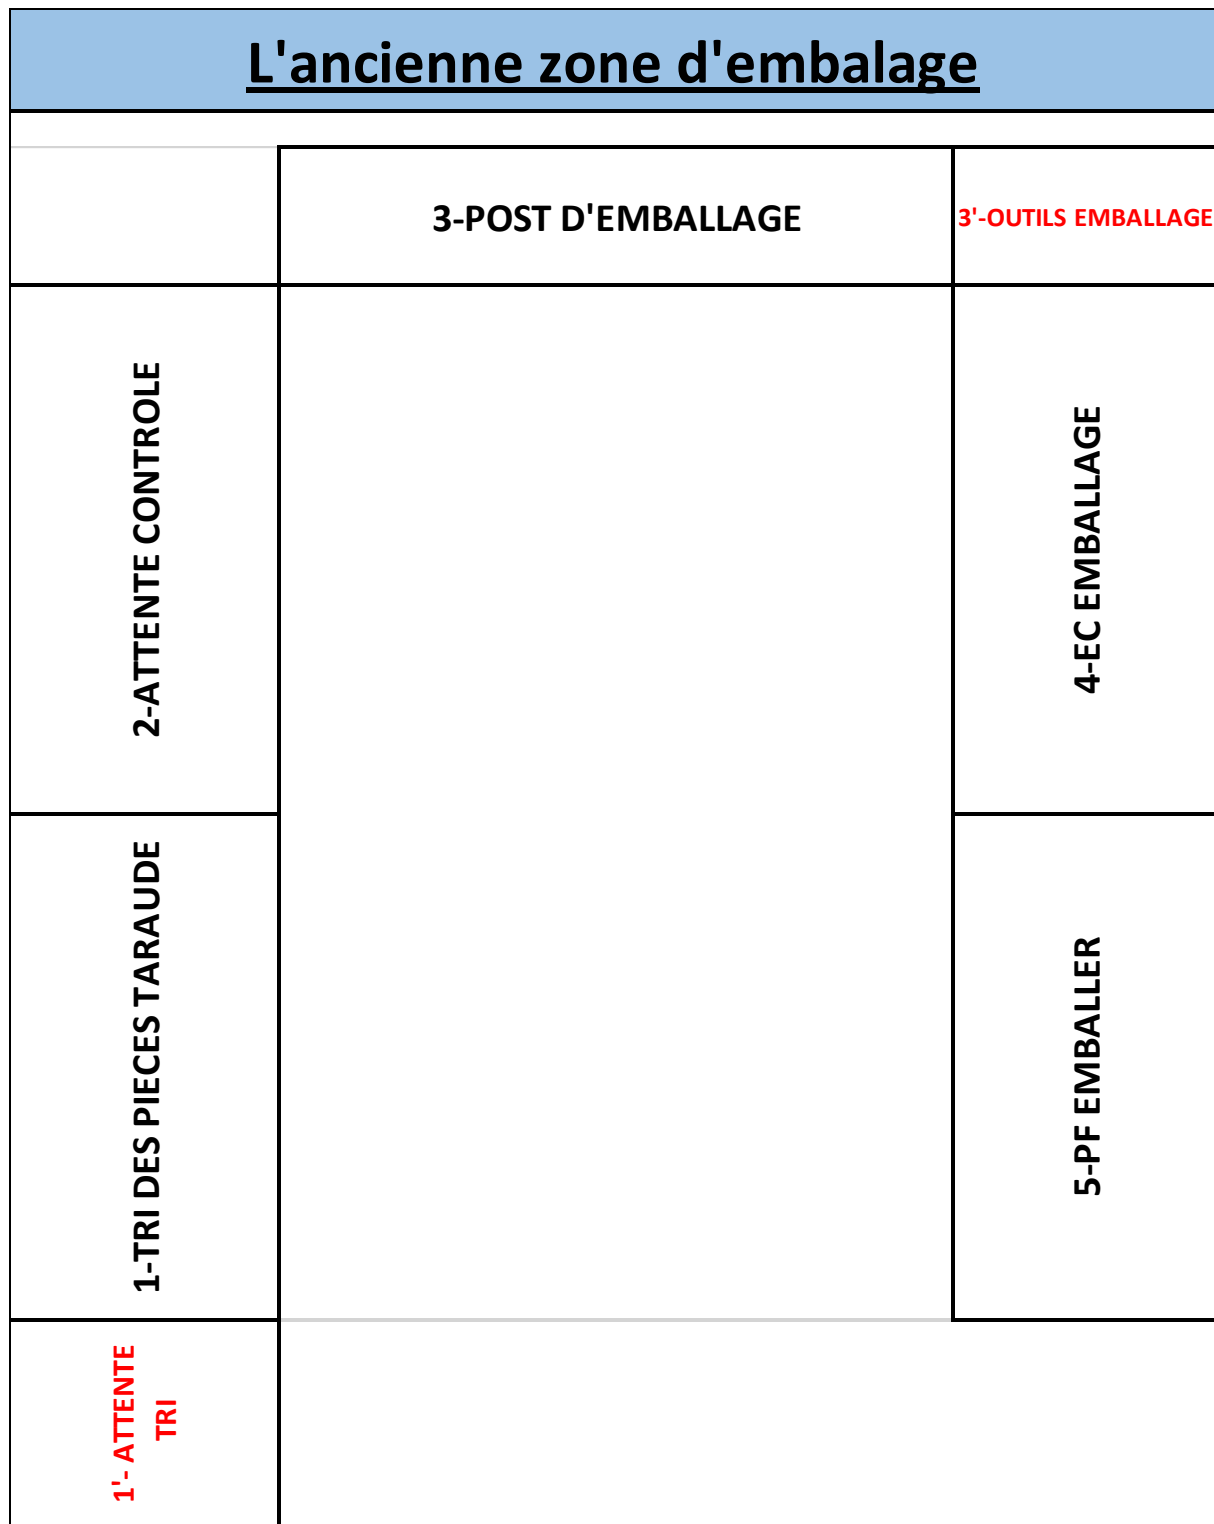 L'ancienne zone d'embalage
3-POST D'EMBALLAGE
3'-OUTILS EMBALLAGE
2-ATTENTE CONTROLE
4-EC EMBALLAGE
1-TRI DES PIECES TARAUDE
5-PF EMBALLER
1'- ATTENTE
TRI